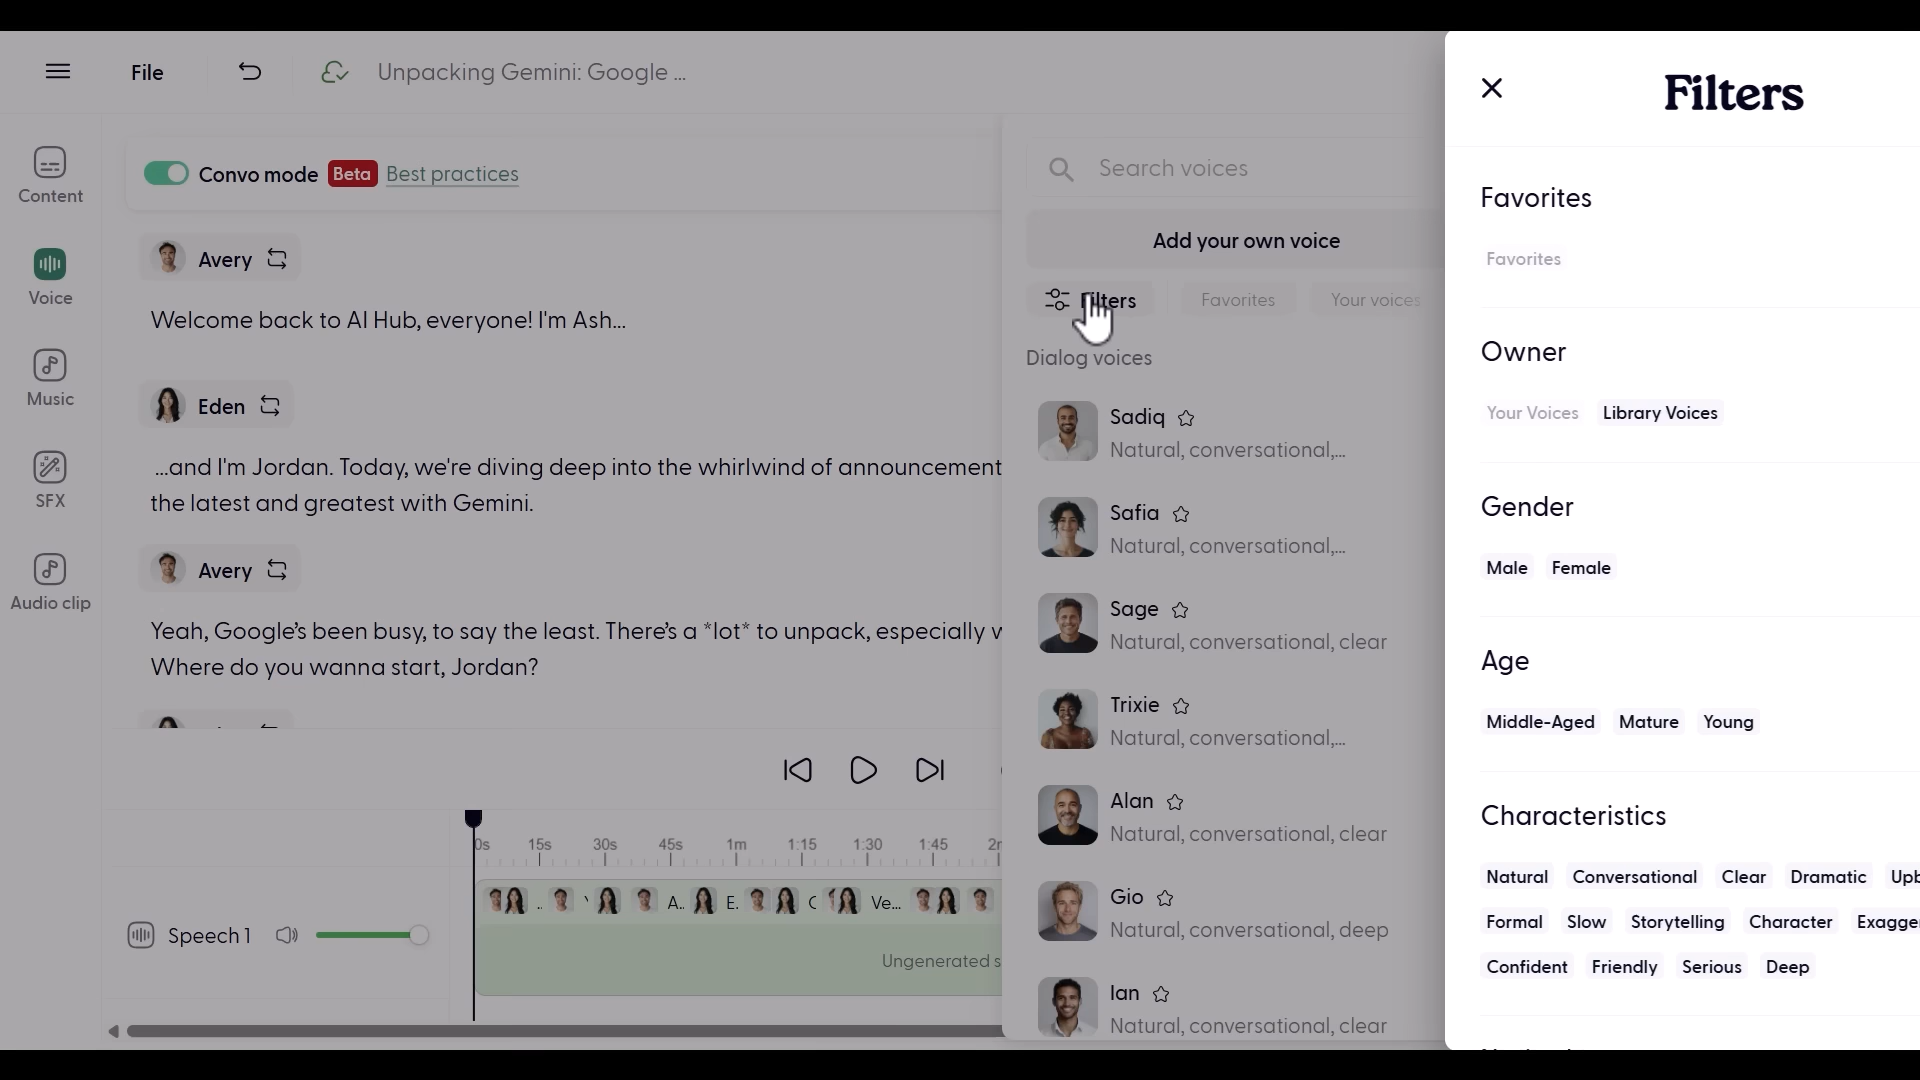 File
Unpacking Gemini: Google ...
Content
Voice
Music
SFX
Audio clip
Convo mode Beta Best practices
Avery
Welcome back to AI Hub, everyone! I'm Ash...
Eden
...and I'm Jordan. Today, we're diving deep into the whirlwind of announcement
the latest and greatest with Gemini.
Avery
Yeah, Google’s been busy, to say the least. There’s a *lot* to unpack, especially w
Where do you wanna start, Jordan?
0s 15s 30s 45s 1m 1:15 1:30 1:45
A.. E. Ve...
Speech 1
Ungenerated s
Search voices
Add your own voice
Filters Favorites Your voices
Dialog voices
Sadiq
Natural, conversational,...
Safia
Natural, conversational,...
Sage
Natural, conversational, clear
Trixie
Natural, conversational,...
Alan
Natural, conversational, clear
Gio
Natural, conversational, deep
Ian
Natural, conversational, clear
Filters
Favorites
Favorites
Owner
Your Voices Library Voices
Gender
Male Female
Age
Middle-Aged Mature Young
Characteristics
Natural Conversational Clear Dramatic Upb
Formal Slow Storytelling Character Exagger
Confident Friendly Serious Deep